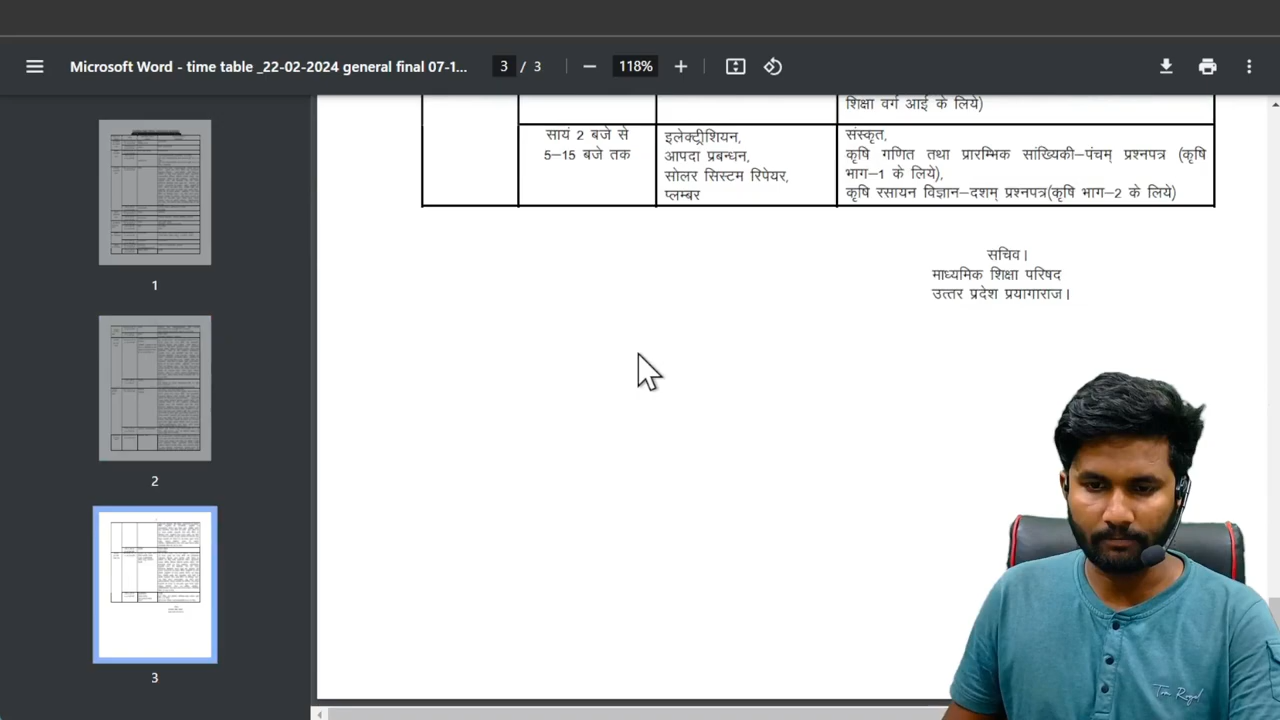 Microsoft Word - time table _22-02-2024 general final 07-1...
3 / 3
118%
शिक्षा वर्ग आई के लिये)
सायं 2 बजे से
5–15 बजे तक
इलेक्ट्रीशियन,
आपदा प्रबन्धन,
सोलर सिस्टम रिपेयर,
प्लम्बर
संस्कृत,
कृषि गणित तथा प्रारम्भिक सांख्यिकी–पंचम् प्रश्नपत्र (कृषि
भाग–1 के लिये),
कृषि रसायन विज्ञान–दशम् प्रश्नपत्र(कृषि भाग–2 के लिये)
सचिव।
माध्यमिक शिक्षा परिषद
उत्तर प्रदेश प्रयागाराज।
1
2
3
Tom Royal